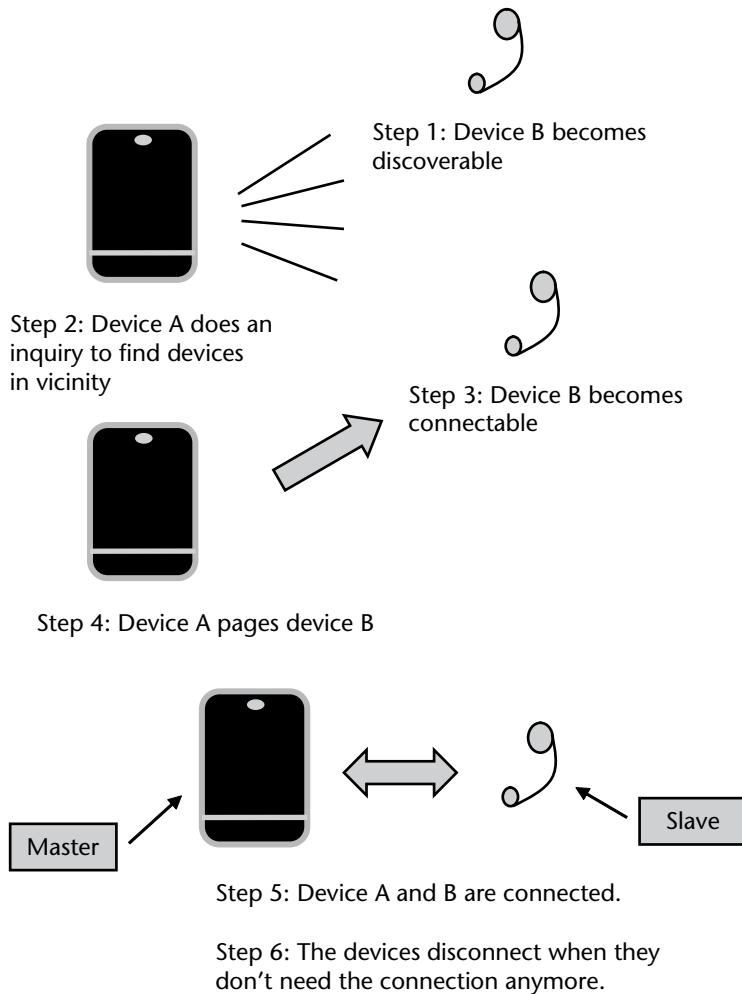 Step 1: Device B becomes
discoverable
Step 2: Device A does an
inquiry to find devices
in vicinity
Step 3: Device B becomes
connectable
Step 4: Device A pages device B
Master
Slave
Step 5: Device A and B are connected.
Step 6: The devices disconnect when they
don’t need the connection anymore.